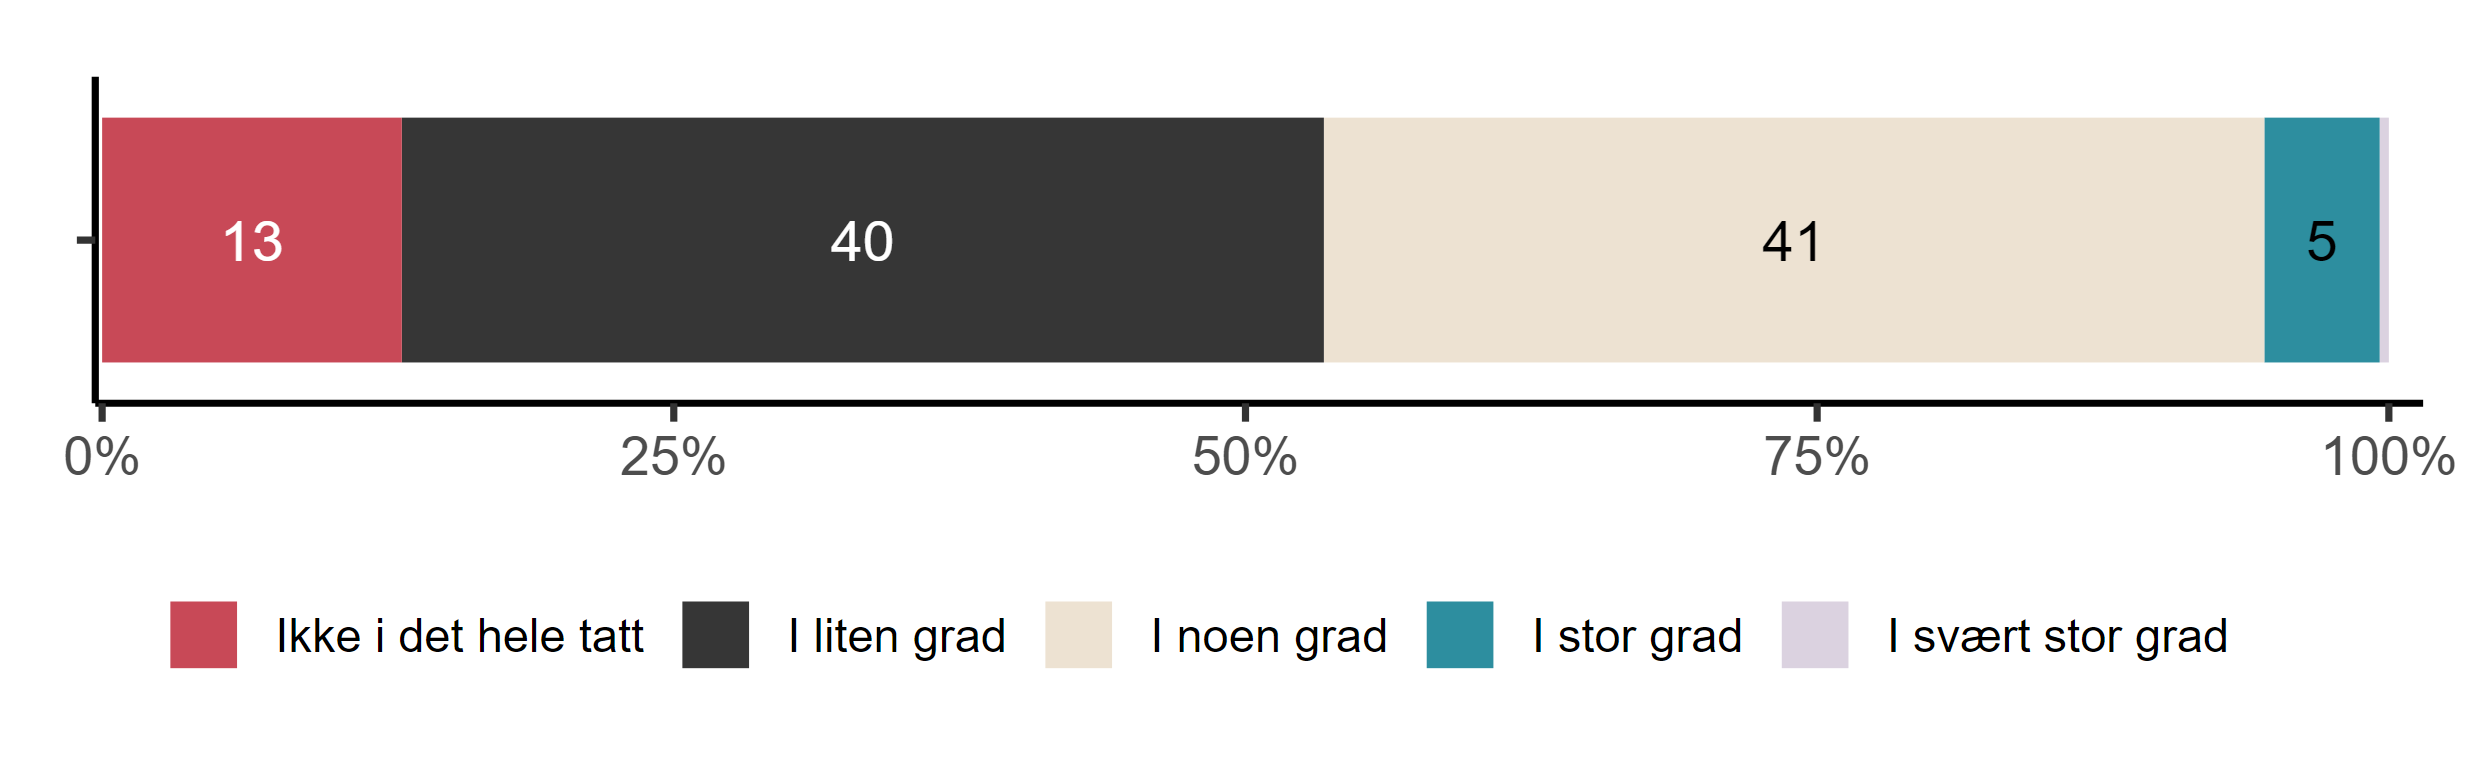 13 40 41 5
0% 25% 50% 75% 100%
Ikke i det hele tatt I liten grad I noen grad I stor grad I svært stor grad